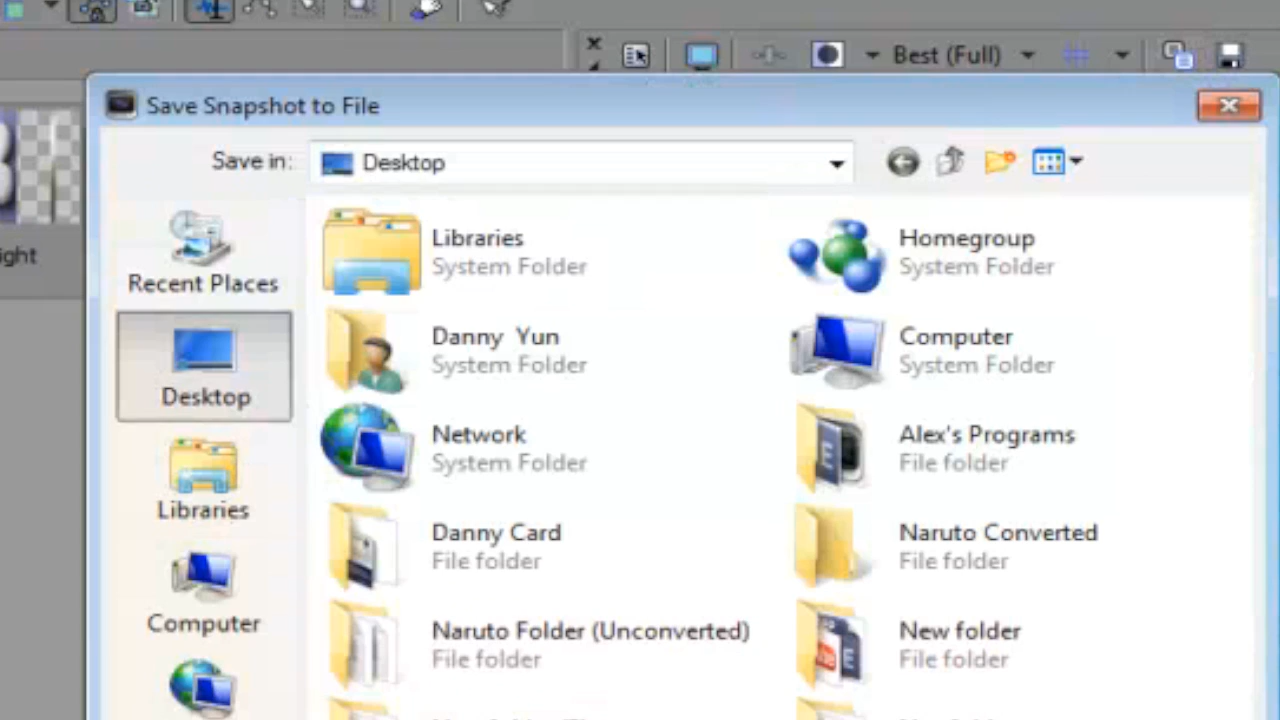 Best (Full)
Save Snapshot to File
Save in:
Desktop
ight
Recent Places
Desktop
Libraries
Computer
Libraries
System Folder
Homegroup
System Folder
Danny Yun
System Folder
Computer
System Folder
Network
System Folder
Alex's Programs
File folder
Danny Card
File folder
Naruto Converted
File folder
Naruto Folder (Unconverted)
File folder
New folder
File folder